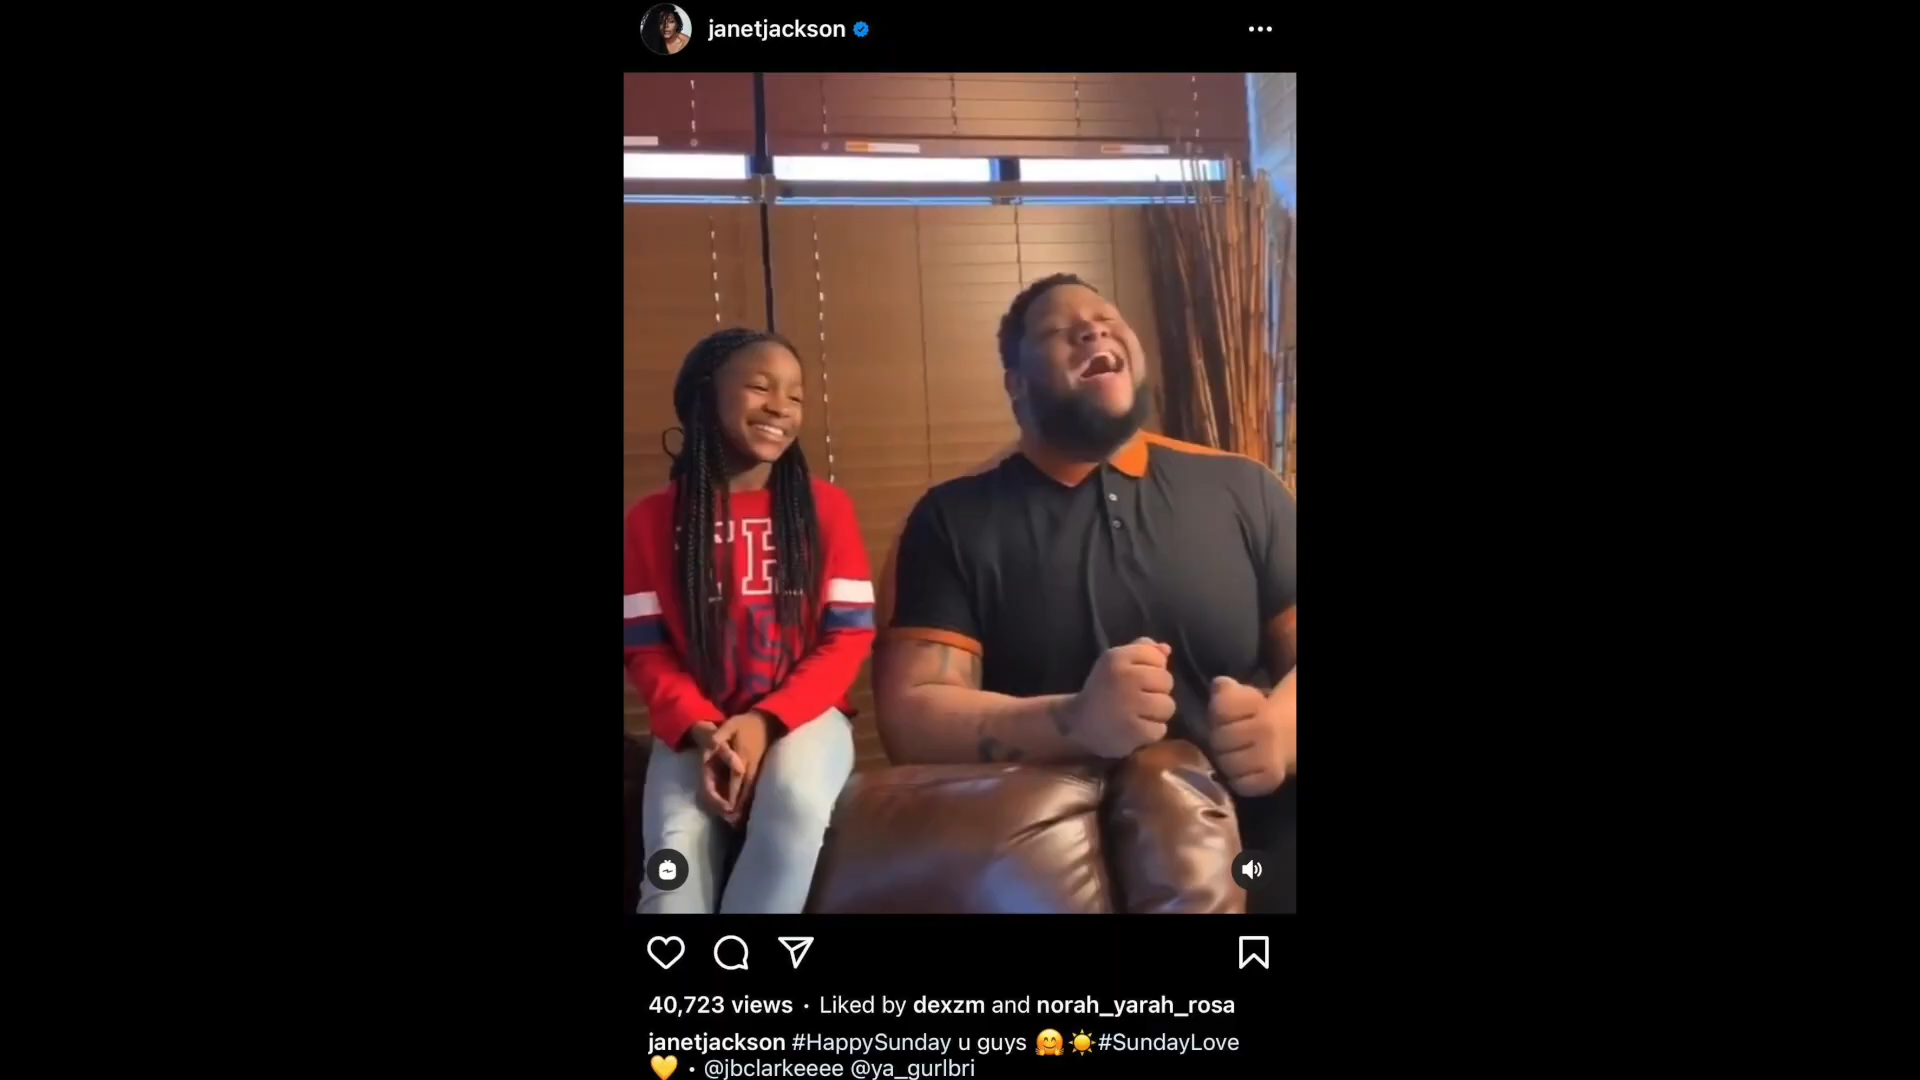 janetjackson
H
40,723 views · Liked by dexzm and norah_yarah_rosa
janetjackson #HappySunday u guys 🤗☀️#SundayLove
💛 · @jbclarkeeee @ya_gurlbri